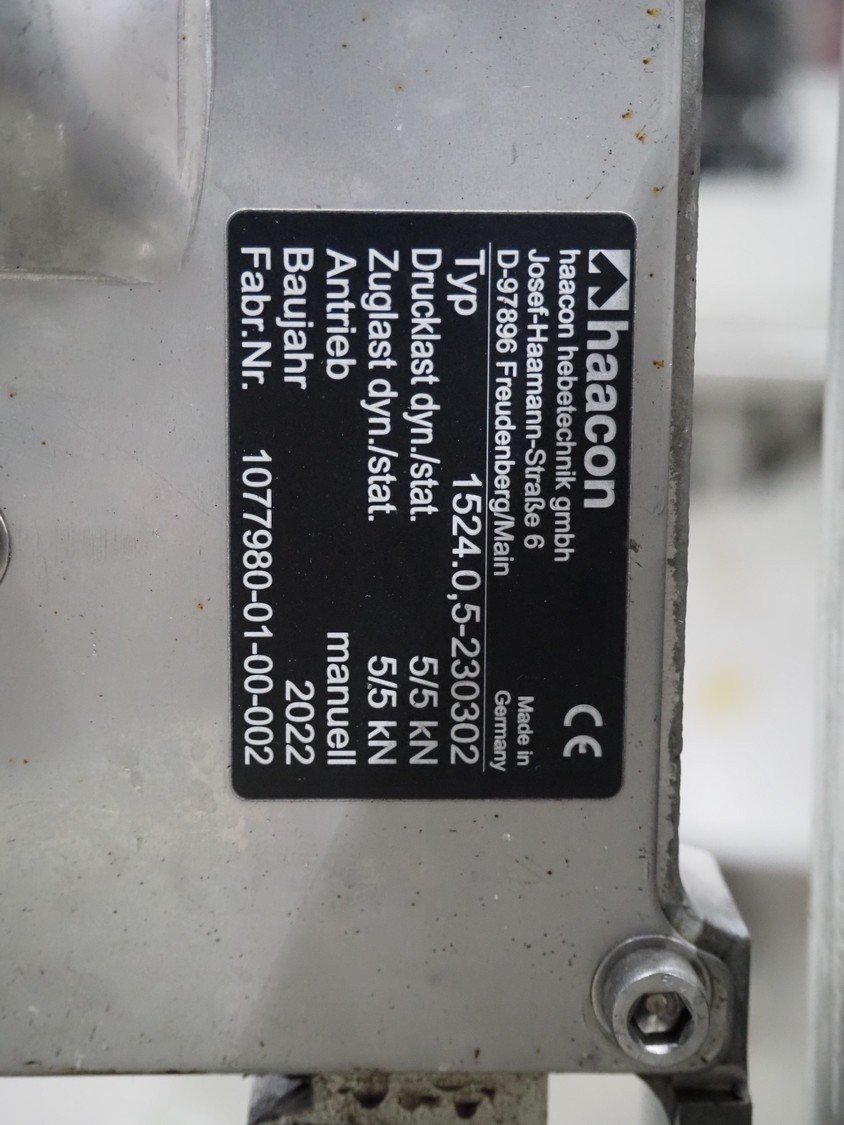 haacon
haacon hebetechnik gmbh
Josef-Haamann-Straße 6
D-97896 Freudenberg/Main
CE
Made in
Germany
Typ 1524.0,5-230302
Drucklast dyn./stat. 5/5 kN
Zuglast dyn./stat. 5/5 kN
Antrieb manuell
Baujahr 2022
Fabr.Nr. 1077980-01-00-002